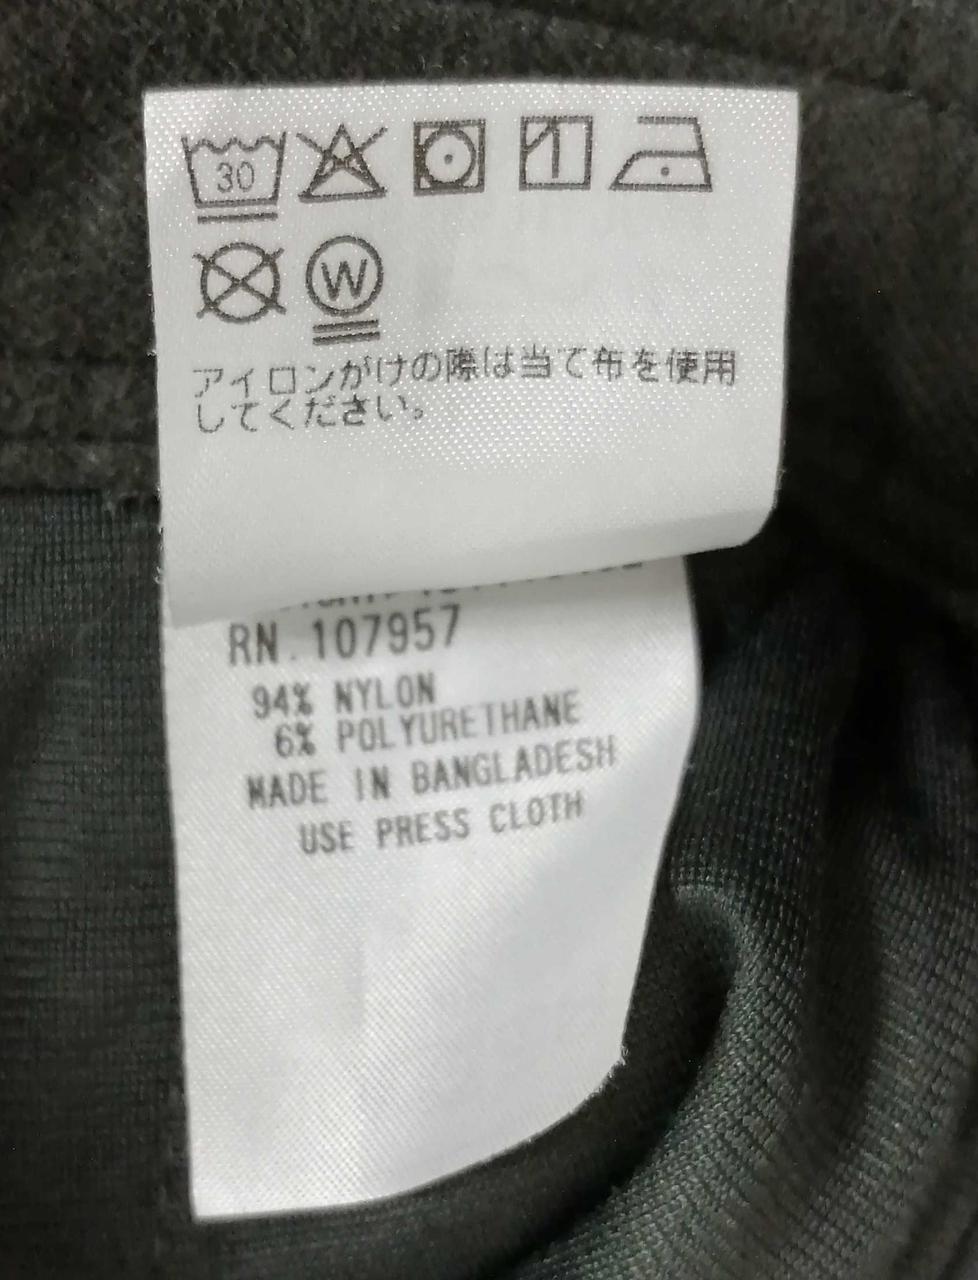 30
W
アイロンがけの際は当て布を使用
してください。
RN.107957
94% NYLON
6% POLYURETHANE
MADE IN BANGLADESH
USE PRESS CLOTH